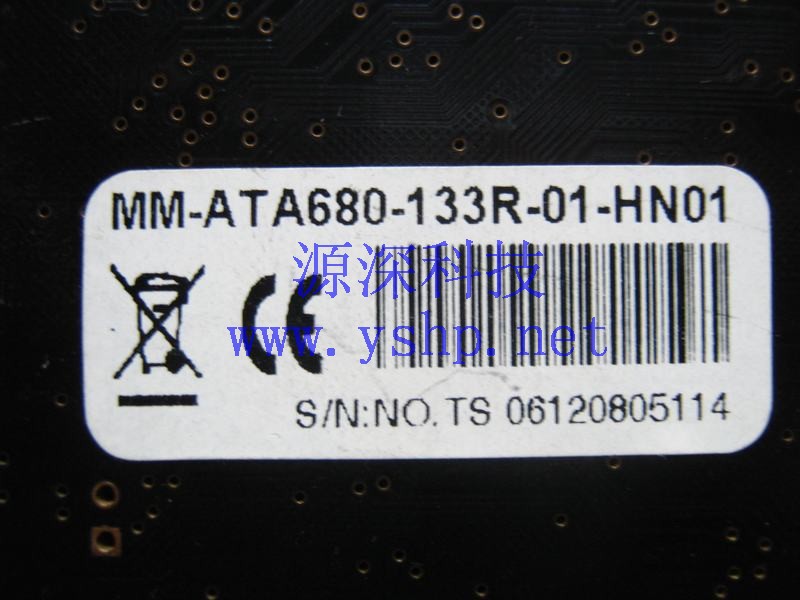 MM-ATA680-133R-01-HN01
源深科技
CE
www.yshp.net
S/N:NO.TS 06120805114